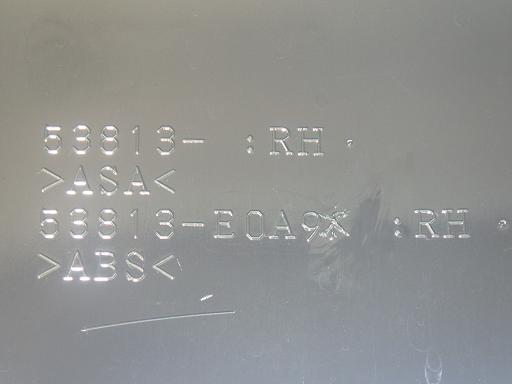 53813- :RH
>ASA<
53813-E0A9 :RH
>ABS<